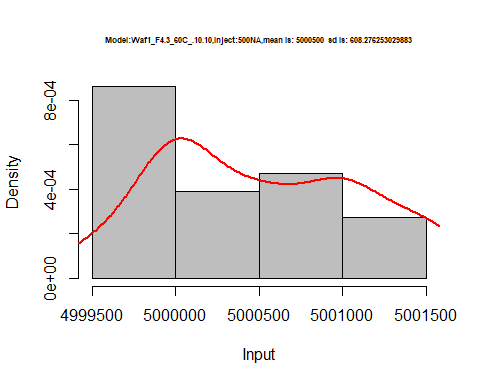 Model:Waf1_F4.3_60C_.10.10,Inject:500NA,mean is: 5000500 sd is: 608.276253029883
8e-04
Density
4e-04
0e+00
4999500 5000000 5000500 5001000 5001500
Input